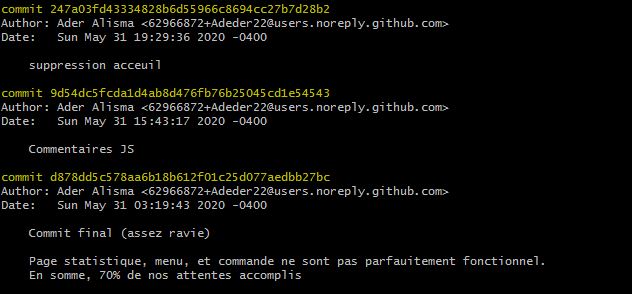 commit 247a03fd43334828b6d55966c8694cc27b7d28b2
Author: Ader Alisma <62966872+Adeder22@users.noreply.github.com>
Date:   Sun May 31 19:29:36 2020 -0400
suppression acceuil
commit 9d54dc5fcda1d4ab8d476fb76b25045cd1e54543
Author: Ader Alisma <62966872+Adeder22@users.noreply.github.com>
Date:   Sun May 31 15:43:17 2020 -0400
Commentaires JS
commit d878dd5c578aa6b18b612f01c25d077aedbb27bc
Author: Ader Alisma <62966872+Adeder22@users.noreply.github.com>
Date:   Sun May 31 03:19:43 2020 -0400
Commit final (assez ravie)
Page statistique, menu, et commande ne sont pas parfauitement fonctionnel.
En somme, 70% de nos attentes accomplis